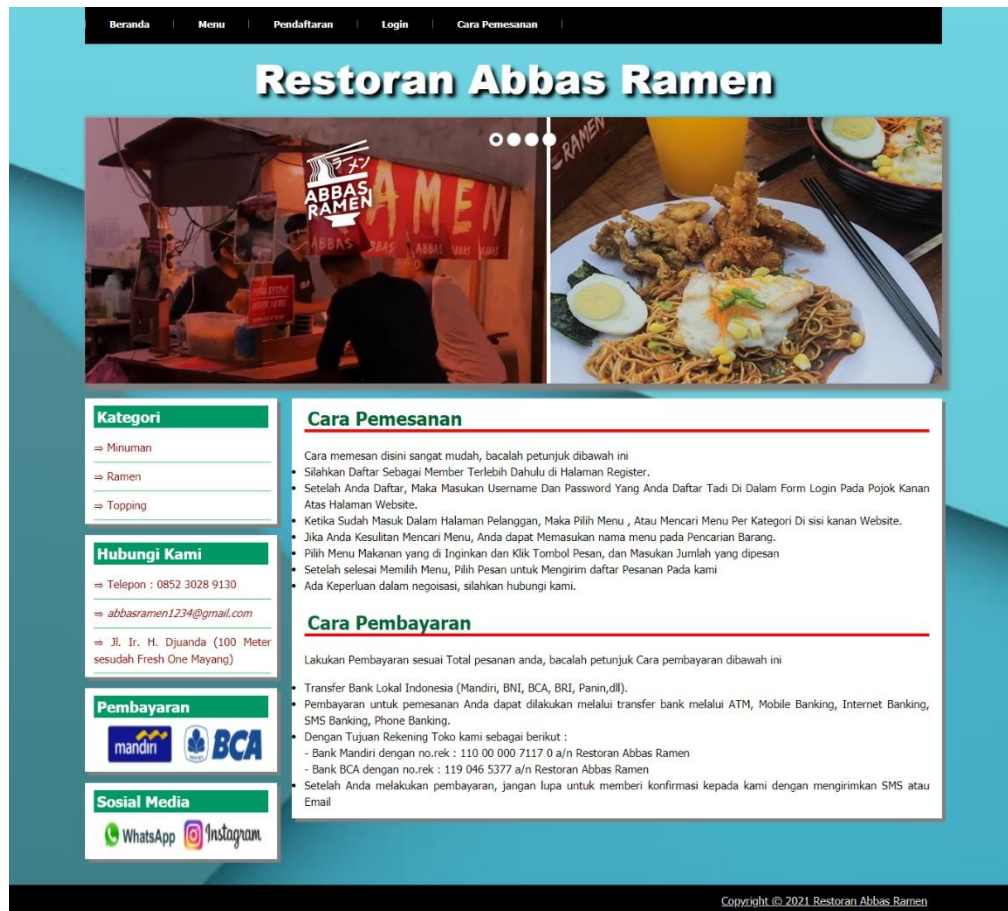 Beranda
Menu
Pendaftaran
Login
Cara Pemesanan
Restoran Abbas Ramen
ラーメン
ABBAS
RAMEN
AMEN
ABBAS
ABBAS
ABBAS
RAMEN
Kategori
⇒ Minuman
⇒ Ramen
⇒ Topping
Hubungi Kami
⇒ Telepon : 0852 3028 9130
⇒ abbasramen1234@gmail.com
⇒ Jl. Ir. H. Djuanda (100 Meter
sesudah Fresh One Mayang)
Pembayaran
mandiri
BCA
Sosial Media
WhatsApp
Instagram
Cara Pemesanan
Cara memesan disini sangat mudah, bacalah petunjuk dibawah ini
• Silahkan Daftar Sebagai Member Terlebih Dahulu di Halaman Register.
• Setelah Anda Daftar, Maka Masukan Username Dan Password Yang Anda Daftar Tadi Di Dalam Form Login Pada Pojok Kanan
Atas Halaman Website.
• Ketika Sudah Masuk Dalam Halaman Pelanggan, Maka Pilih Menu , Atau Mencari Menu Per Kategori Di sisi kanan Website.
• Jika Anda Kesulitan Mencari Menu, Anda dapat Memasukan nama menu pada Pencarian Barang.
• Pilih Menu Makanan yang di Inginkan dan Klik Tombol Pesan, dan Masukan Jumlah yang dipesan
• Setelah selesai Memilih Menu, Pilih Pesan untuk Mengirim daftar Pesanan Pada kami
• Ada Keperluan dalam negoisasi, silahkan hubungi kami.
Cara Pembayaran
Lakukan Pembayaran sesuai Total pesanan anda, bacalah petunjuk Cara pembayaran dibawah ini
• Transfer Bank Lokal Indonesia (Mandiri, BNI, BCA, BRI, Panin,dll).
• Pembayaran untuk pemesanan Anda dapat dilakukan melalui transfer bank melalui ATM, Mobile Banking, Internet Banking,
SMS Banking, Phone Banking.
• Dengan Tujuan Rekening Toko kami sebagai berikut :
- Bank Mandiri dengan no.rek : 110 00 000 7117 0 a/n Restoran Abbas Ramen
- Bank BCA dengan no.rek : 119 046 5377 a/n Restoran Abbas Ramen
• Setelah Anda melakukan pembayaran, jangan lupa untuk memberi konfirmasi kepada kami dengan mengirimkan SMS atau
Email
Copyright © 2021 Restoran Abbas Ramen